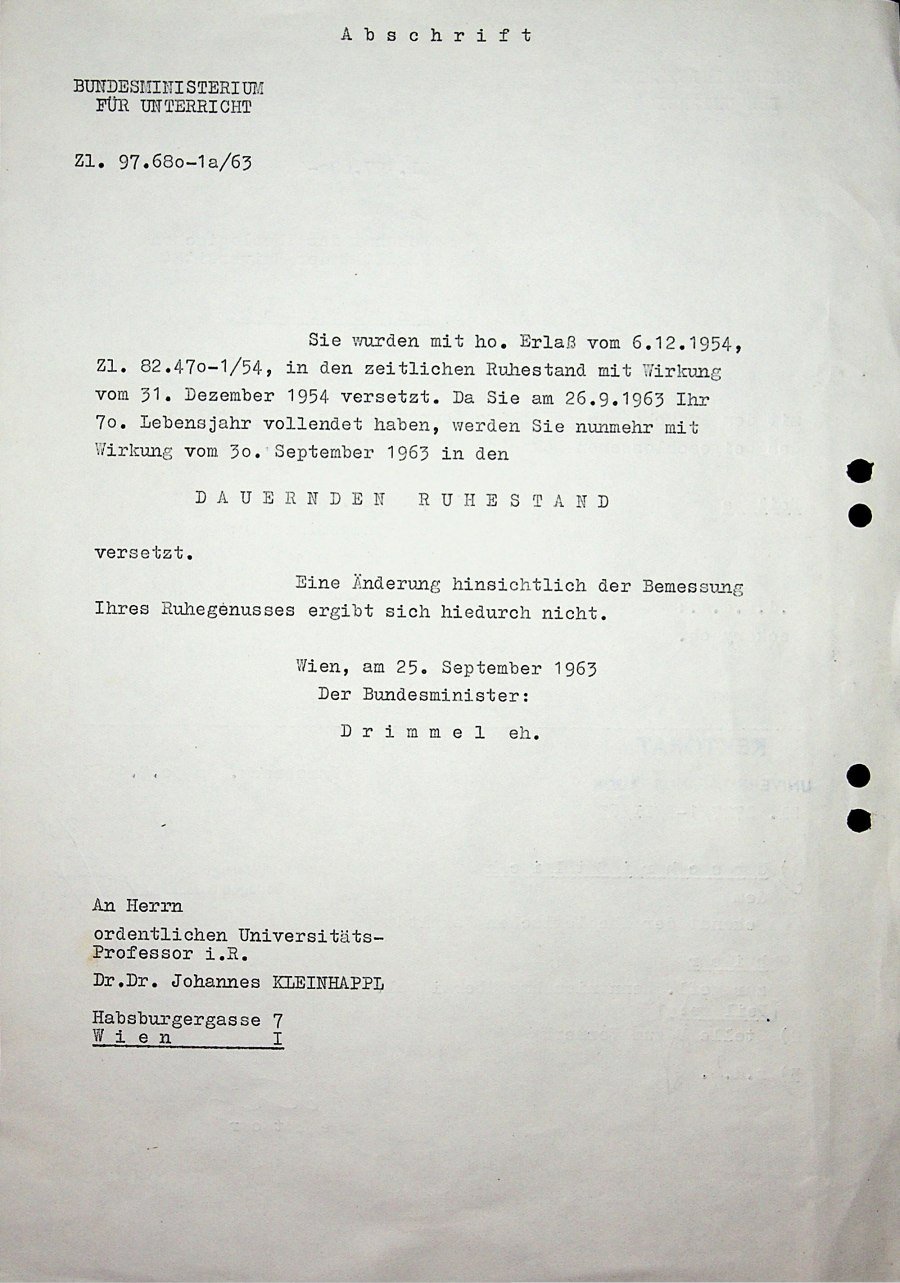 A b s c h r i f t
BUNDESMINISTERIUM
FÜR UNTERRICHT
Zl. 97.68o-1a/63
Sie wurden mit ho. Erlaß vom 6.12.1954,
Zl. 82.47o-1/54, in den zeitlichen Ruhestand mit Wirkung
vom 31. Dezember 1954 versetzt. Da Sie am 26.9.1963 Ihr
7o. Lebensjahr vollendet haben, werden Sie nunmehr mit
Wirkung vom 3o. September 1963 in den
D A U E R N D E N R U H E S T A N D
versetzt.
Eine Änderung hinsichtlich der Bemessung
Ihres Ruhegenusses ergibt sich hiedurch nicht.
Wien, am 25. September 1963
Der Bundesminister:
D r i m m e l eh.
An Herrn
ordentlichen Universitäts-
Professor i.R.
Dr.Dr. Johannes KLEINHAPPL
Habsburgergasse 7
W i e n I